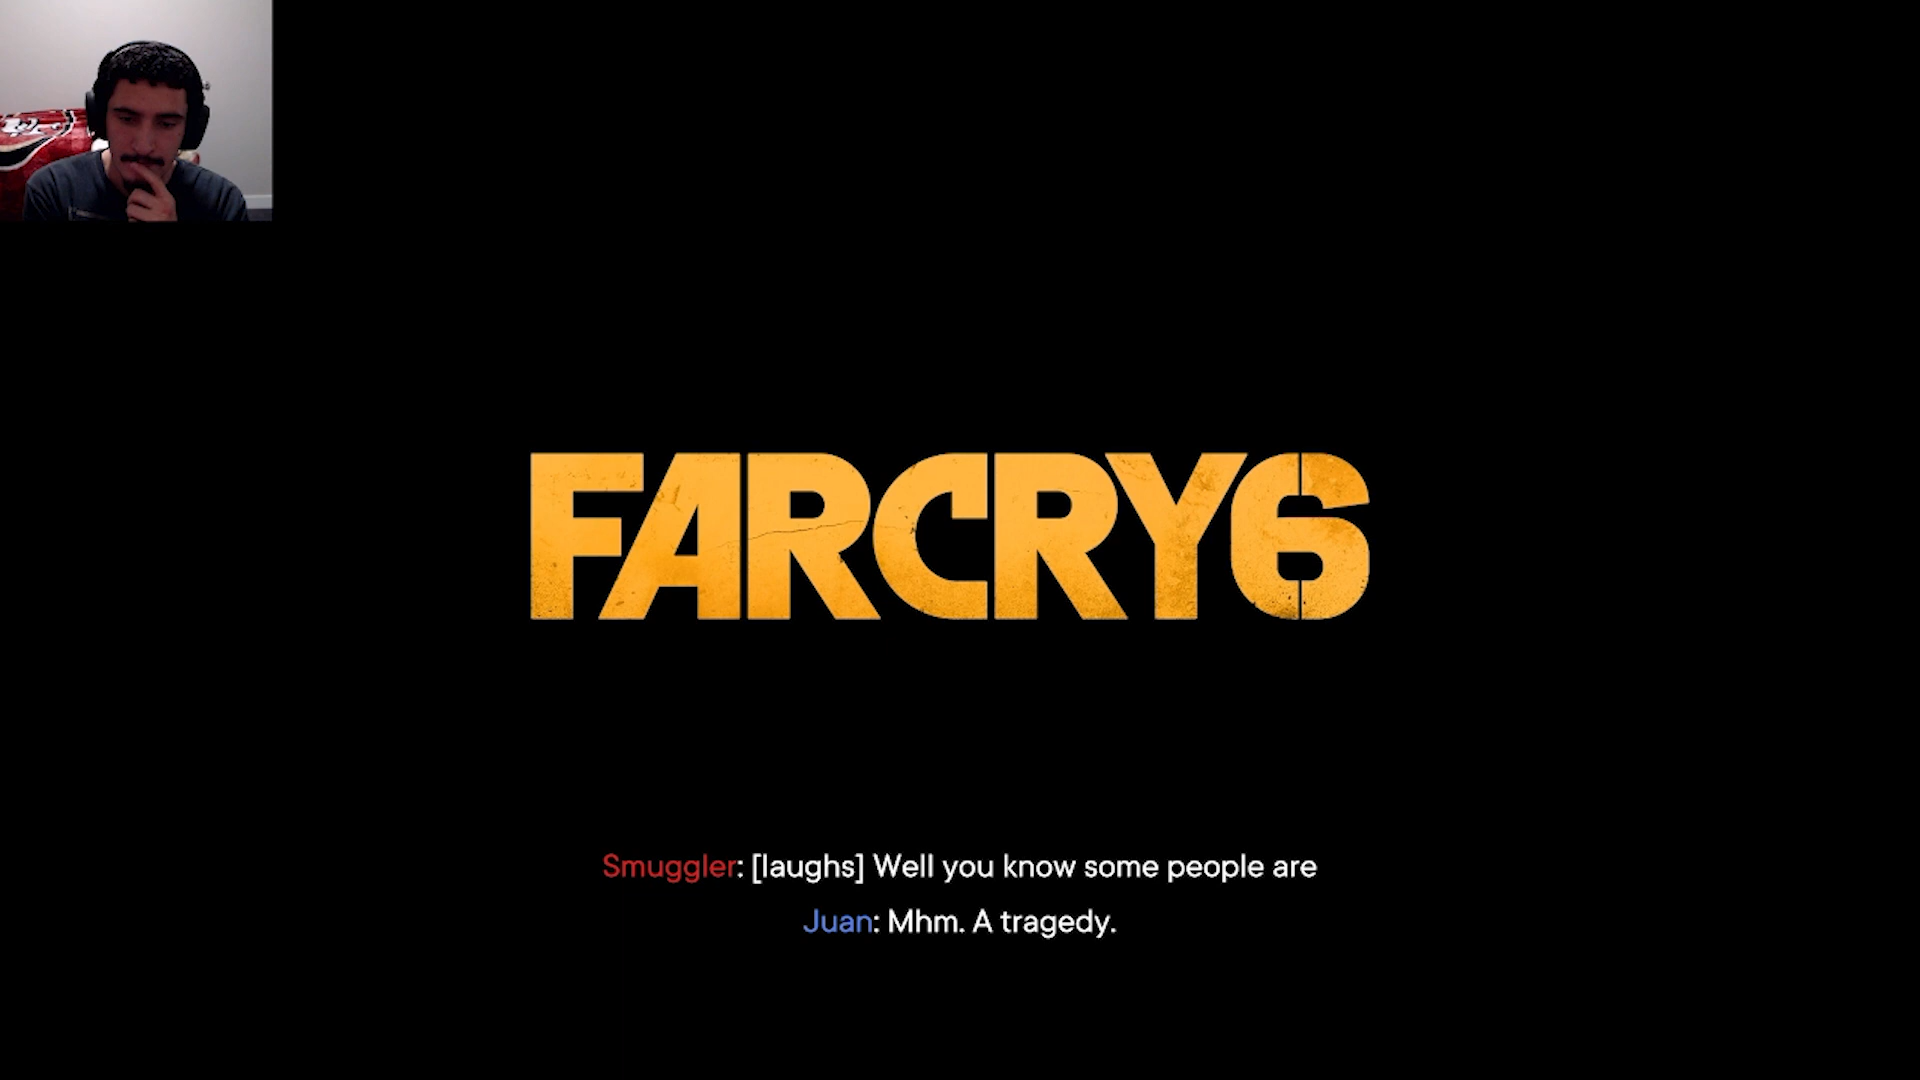 FARCRY6
Smuggler: [laughs] Well you know some people are
Juan: Mhm. A tragedy.